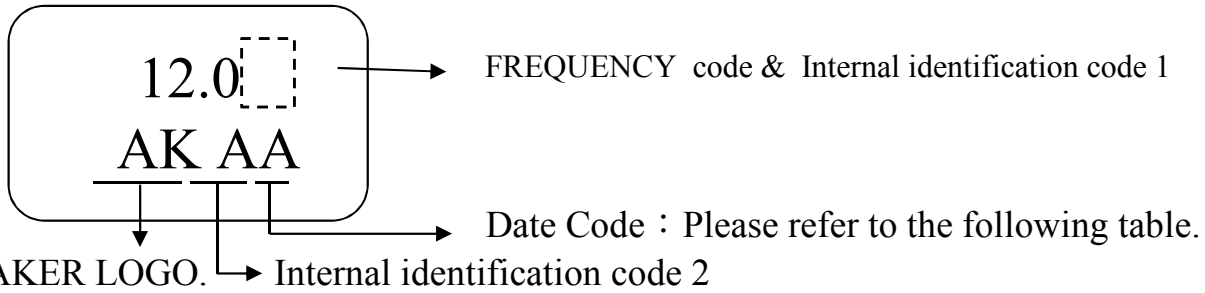 12.0
FREQUENCY code & Internal identification code 1
AK AA
Date Code：Please refer to the following table.
AKER LOGO.
Internal identification code 2